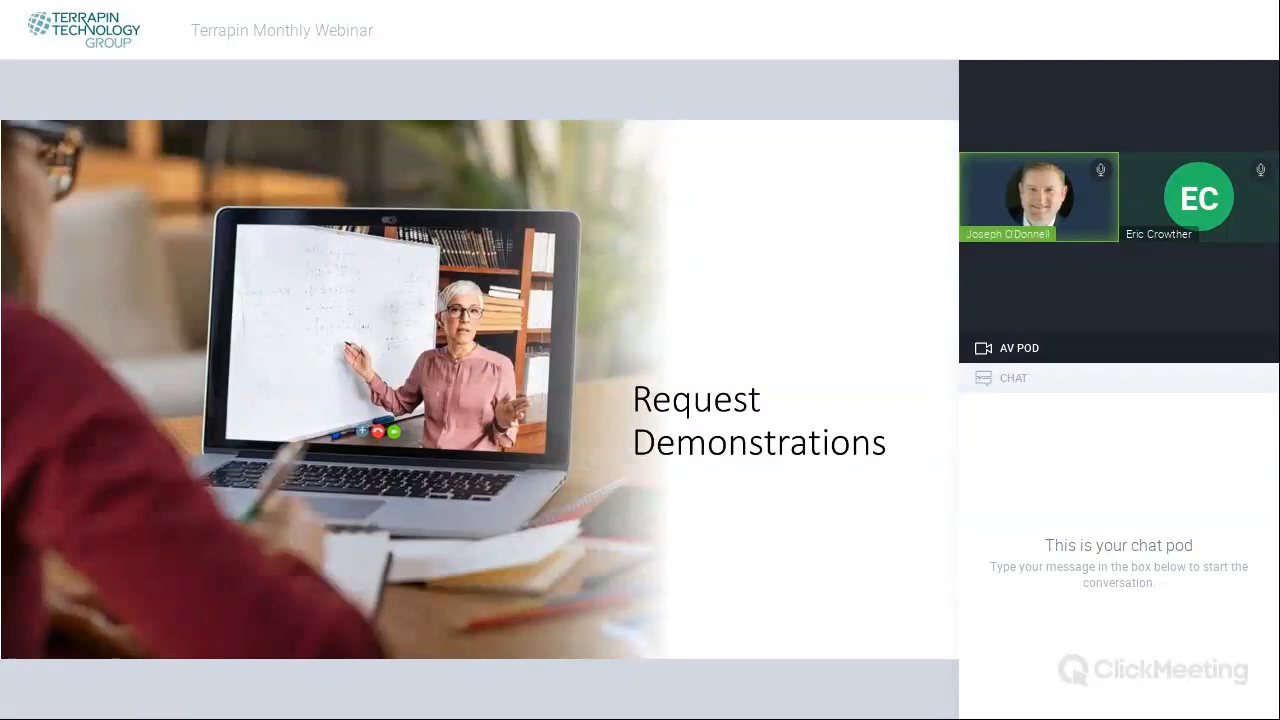 TERRAPIN
TECHNOLOGY
GROUP
Terrapin Monthly Webinar
Request
Demonstrations
EC
Joseph O'Donnell
Eric Crowther
AV POD
CHAT
This is your chat pod
Type your message in the box below to start the
conversation.
ClickMeeting